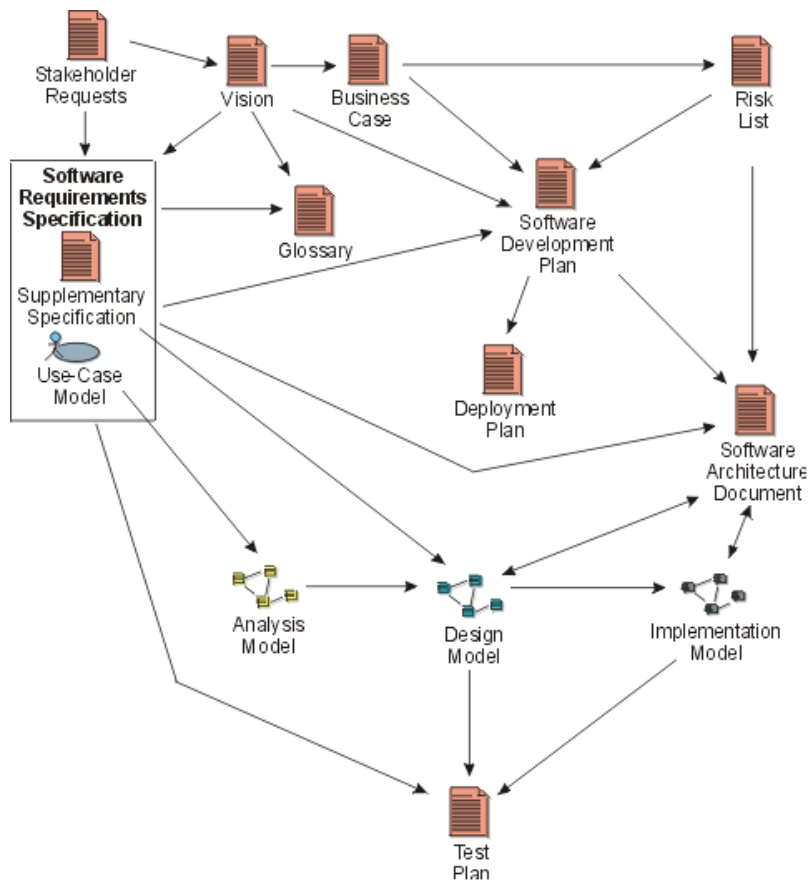 Stakeholder
Requests
Vision
Business
Case
Risk
List
Software
Requirements
Specification
Supplementary
Specification
Use-Case
Model
Glossary
Software
Development
Plan
Deployment
Plan
Software
Architecture
Document
Analysis
Model
Design
Model
Implementation
Model
Test
Plan